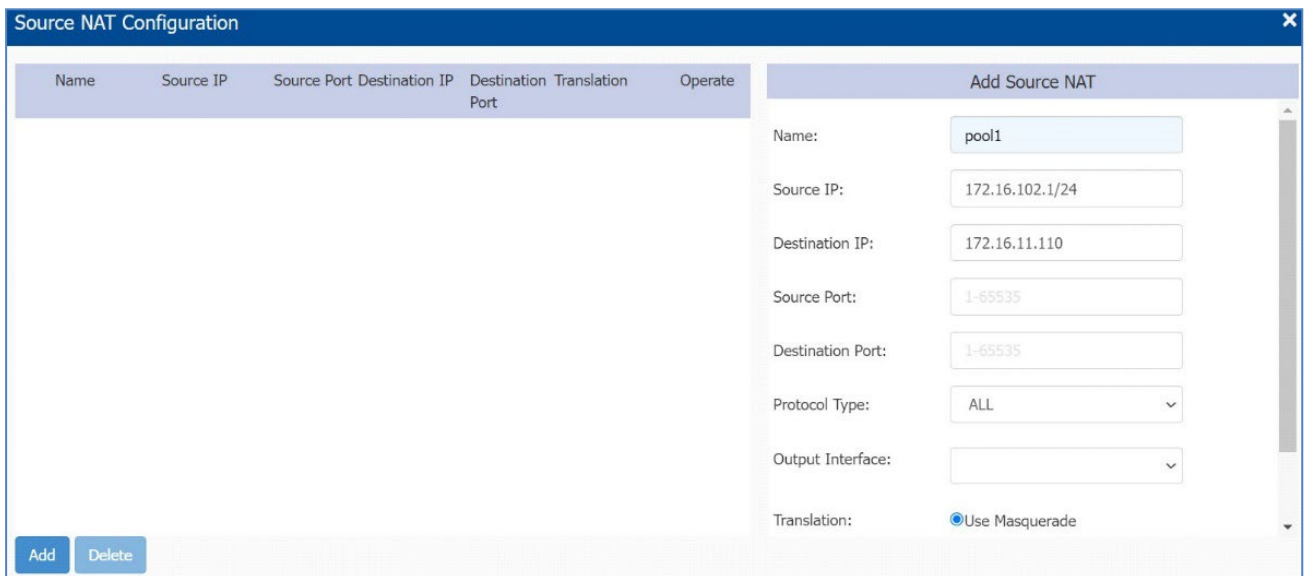 Source NAT Configuration ×
Name Source IP Source Port Destination IP Destination Translation Operate
Port
Add Source NAT
Name: pool1
Source IP: 172.16.102.1/24
Destination IP: 172.16.11.110
Source Port: 1-65535
Destination Port: 1-65535
Protocol Type: ALL
Output Interface:
Translation: Use Masquerade
Add Delete